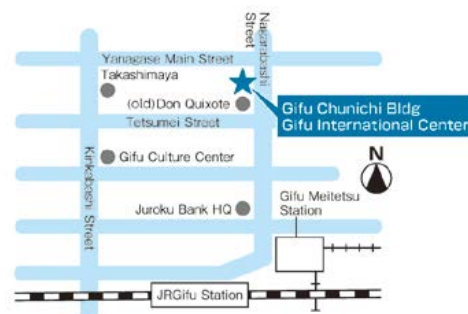 Nagarabashi
Street
Yanagase Main Street
Takashimaya
(old)Don Quixote
Tetsumei Street
Gifu Chunichi Bldg
Gifu International Center
Gifu Culture Center
N
Kinkabashi Street
Juroku Bank HQ
Gifu Meitetsu
Station
JRGifu Station